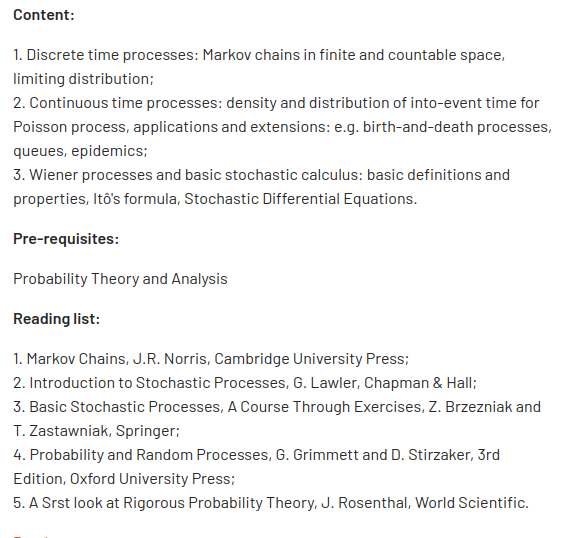 Content:
1. Discrete time processes: Markov chains in finite and countable space,
limiting distribution;
2. Continuous time processes: density and distribution of into-event time for
Poisson process, applications and extensions: e.g. birth-and-death processes,
queues, epidemics;
3. Wiener processes and basic stochastic calculus: basic definitions and
properties, Itô's formula, Stochastic Differential Equations.
Pre-requisites:
Probability Theory and Analysis
Reading list:
1. Markov Chains, J.R. Norris, Cambridge University Press;
2. Introduction to Stochastic Processes, G. Lawler, Chapman & Hall;
3. Basic Stochastic Processes, A Course Through Exercises, Z. Brzezniak and
T. Zastawniak, Springer;
4. Probability and Random Processes, G. Grimmett and D. Stirzaker, 3rd
Edition, Oxford University Press;
5. A Srst look at Rigorous Probability Theory, J. Rosenthal, World Scientific.